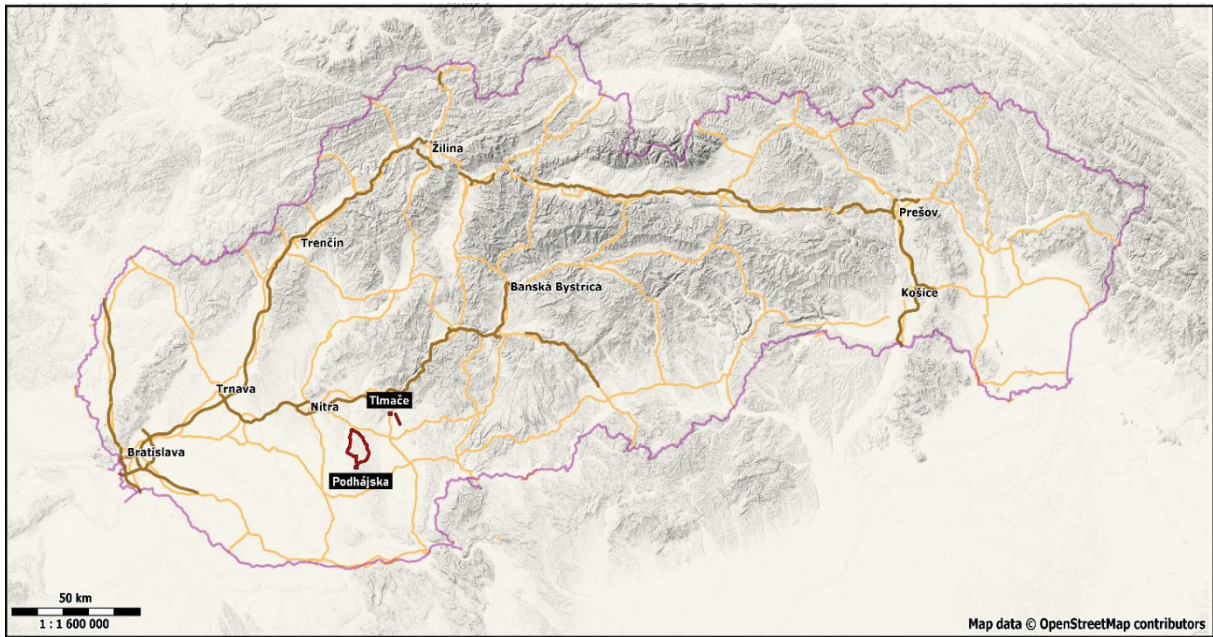 Žilina
Prešov
Trenčín
Banská Bystrica
Košice
Trnava
Tlmače
Nitra
Bratislava
Podhájska
50 km
1 : 1 600 000
Map data © OpenStreetMap contributors